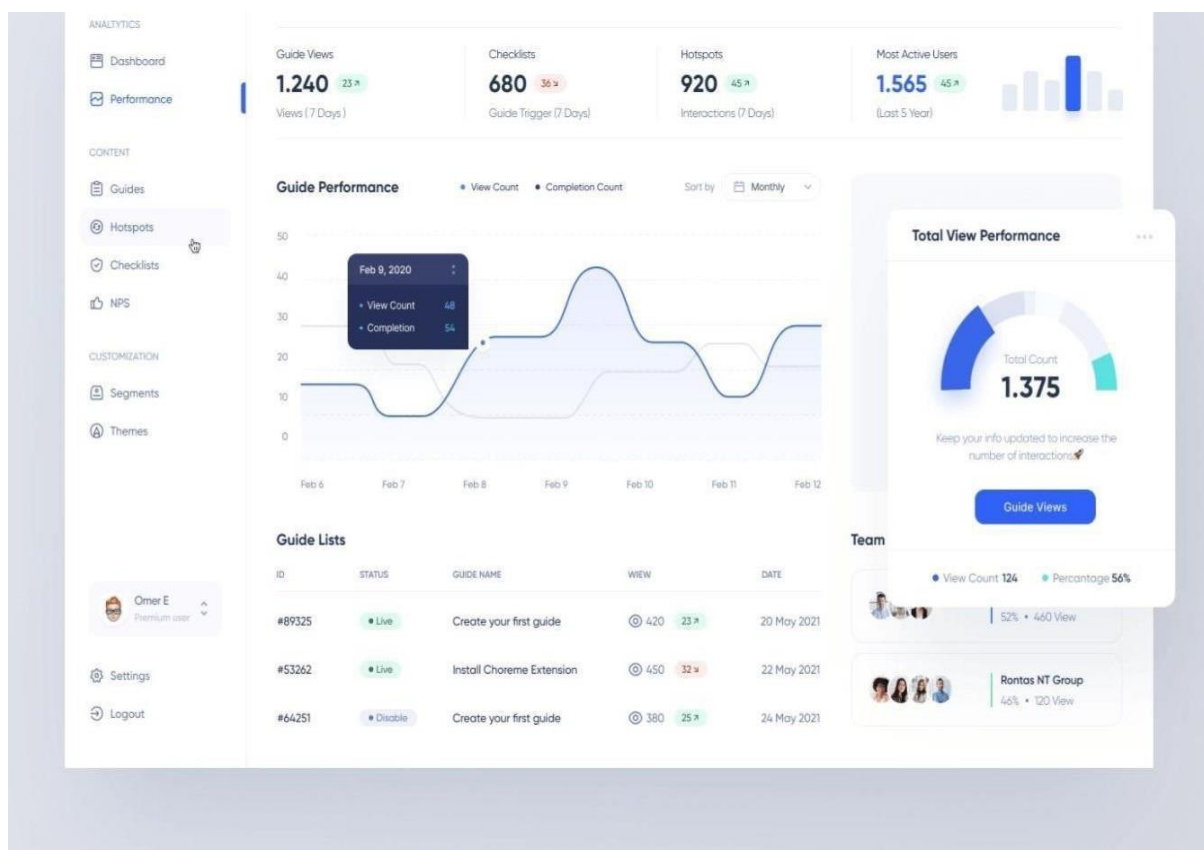 ANALTYTICS
Dashboard
Performance
CONTENT
Guides
Hotspots
Checklists
NPS
CUSTOMIZATION
Segments
Themes
Omer E
Premium user
Settings
Logout
Guide Views
1.240 23
Views (7 Days)
Checklists
680 36
Guide Trigger (7 Days)
Hotspots
920 45
Interactions (7 Days)
Most Active Users
1.565 45
(Last 5 Year)
Guide Performance
View Count Completion Count
Sort by Monthly
50
40
30
20
10
0
Feb 9, 2020
View Count 48
Completion 54
Feb 6 Feb 7 Feb 8 Feb 9 Feb 10 Feb 11 Feb 12
Total View Performance
Total Count
1.375
Keep your info updated to increase the
number of interactions
Guide Views
View Count 124 Percantage 56%
Guide Lists
ID STATUS GUIDE NAME WIEW DATE
#89325 Live Create your first guide 420 23 20 May 2021
#53262 Live Install Choreme Extension 450 32 22 May 2021
#64251 Disable Create your first guide 380 25 24 May 2021
Team
52% • 460 View
Rontas NT Group
46% • 120 View